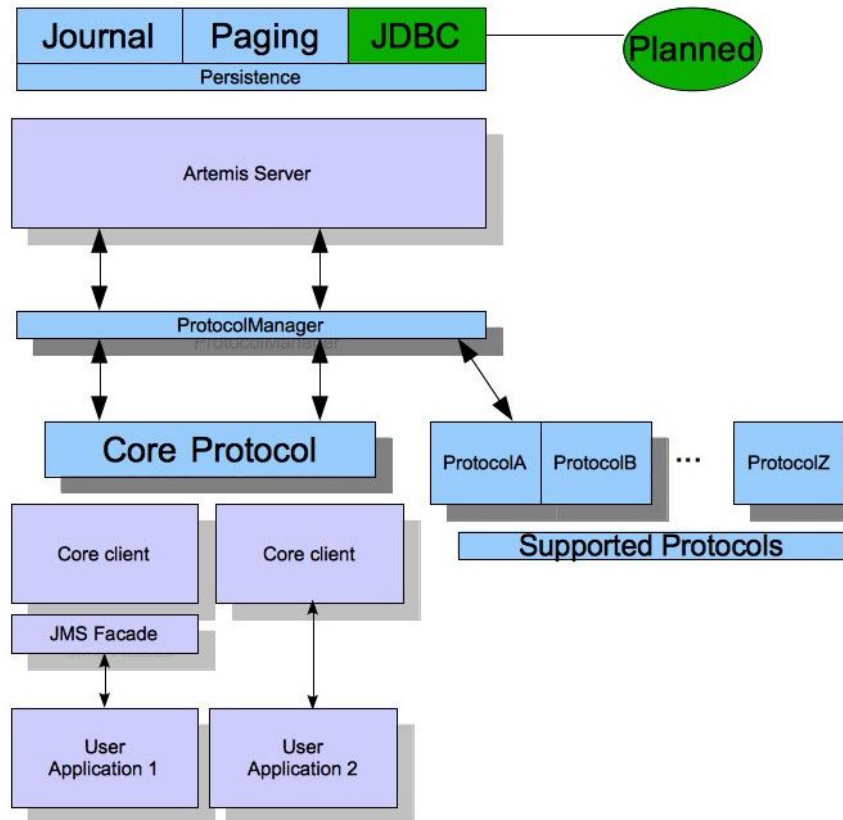 Journal
Paging
JDBC
Planned
Persistence
Artemis Server
ProtocolManager
ProtocolManager
Core Protocol
ProtocolA
ProtocolB
...
ProtocolZ
Supported Protocols
Core client
Core client
JMS Facade
User
Application 1
User
Application 2